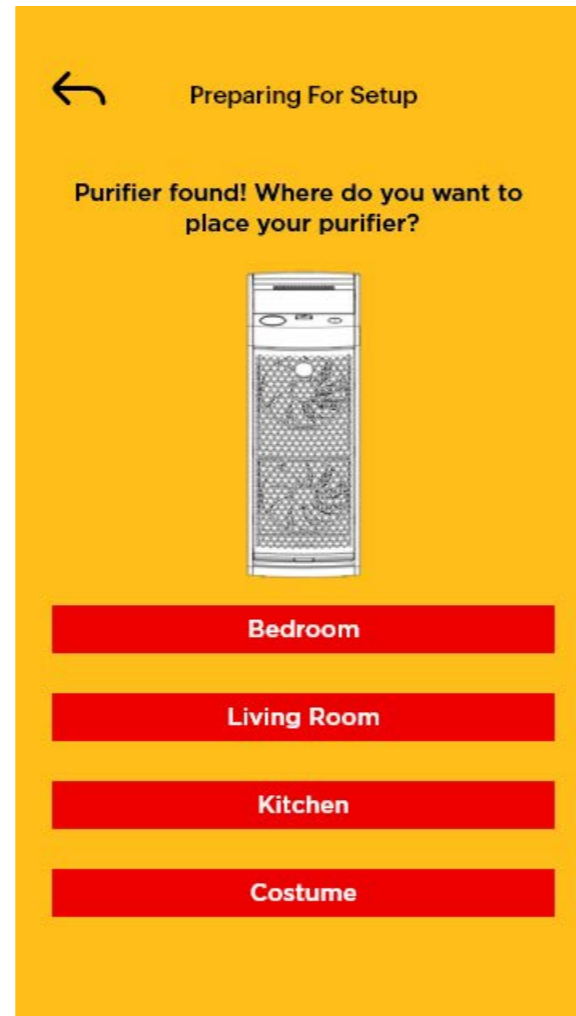 Preparing For Setup
Purifier found! Where do you want to
place your purifier?
Bedroom
Living Room
Kitchen
Costume